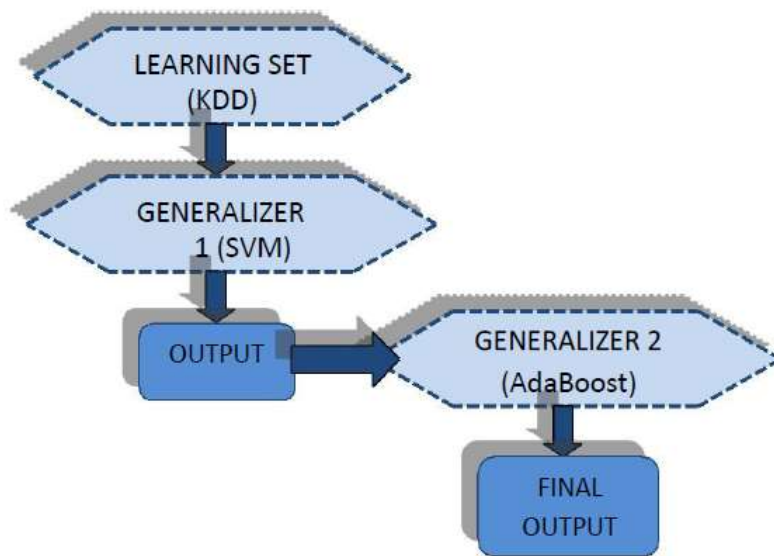 LEARNING SET
(KDD)
GENERALIZER
1 (SVM)
OUTPUT
GENERALIZER 2
(AdaBoost)
FINAL
OUTPUT